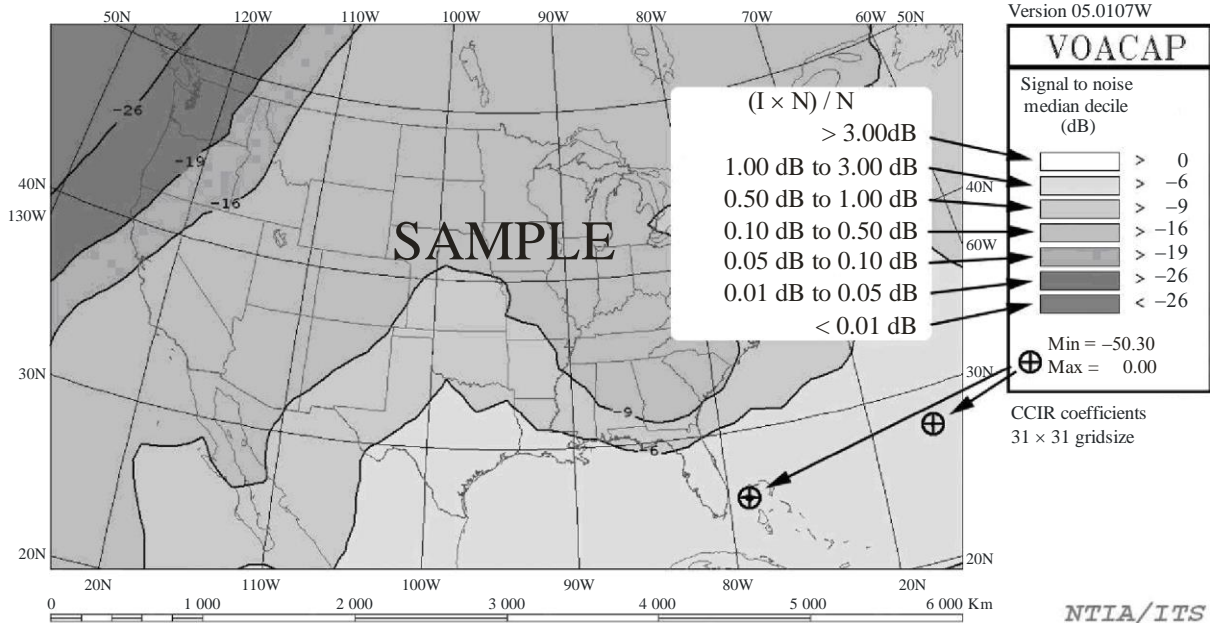 50N 120W 110W 100W 90W 80W 70W 60W 50N
Version 05.0107W
VOACAP
Signal to noise
median decile
(dB)
> 0
> –6
> –9
> –16
> –19
> –26
< –26
Min = –50.30
Max = 0.00
CCIR coefficients
31 × 31 gridsize
(I × N) / N
> 3.00dB
1.00 dB to 3.00 dB
0.50 dB to 1.00 dB
0.10 dB to 0.50 dB
0.05 dB to 0.10 dB
0.01 dB to 0.05 dB
< 0.01 dB
SAMPLE
-26
-19
-16
-9
-6
40N
130W
30N
20N
40N
60W
30N
20N
20N 110W 100W 90W 80W 20N
0 1 000 2 000 3 000 4 000 5 000 6 000 Km
NTIA/ITS